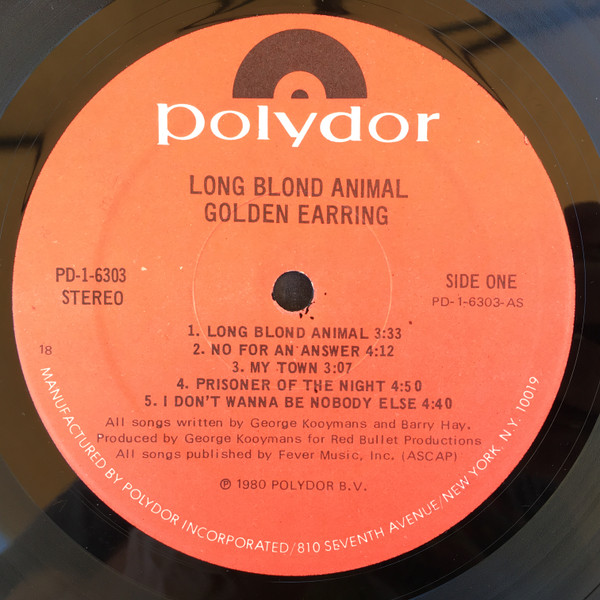 polydor
LONG BLOND ANIMAL
GOLDEN EARRING
PD-1-6303
STEREO
SIDE ONE
PD-1-6303-AS
1. LONG BLOND ANIMAL 3:33
2. NO FOR AN ANSWER 4:12
3. MY TOWN 3:07
4. PRISONER OF THE NIGHT 4:50
5. I DON'T WANNA BE NOBODY ELSE 4:40
18
All songs written by George Kooymans and Barry Hay.
Produced by George Kooymans for Red Bullet Productions
All songs published by Fever Music, Inc. (ASCAP)
℗ 1980 POLYDOR B.V.
MANUFACTURED BY POLYDOR INCORPORATED/810 SEVENTH AVENUE/NEW YORK, N.Y. 10019